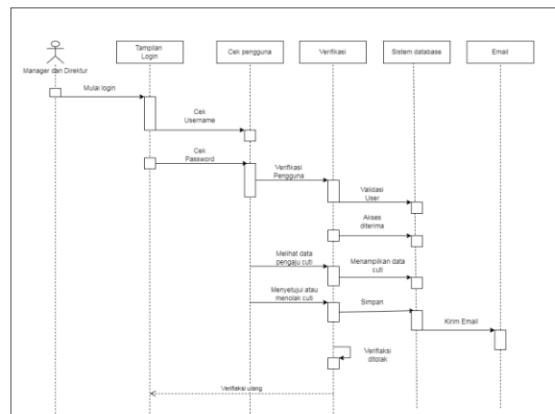 Tampilan
Login
Cek pengguna
Verifikasi
Sistem database
Email
Manager dan Direktur
Mulai login
Cek
Username
Cek
Password
Verifikasi
Pengguna
Validasi
User
Akses
diterima
Melihat data
pengaju cuti
Menampilkan data
cuti
Menyetujui atau
menolak cuti
Simpan
Kirim Email
Verifiaksi
ditolak
Verifiaksi ulang